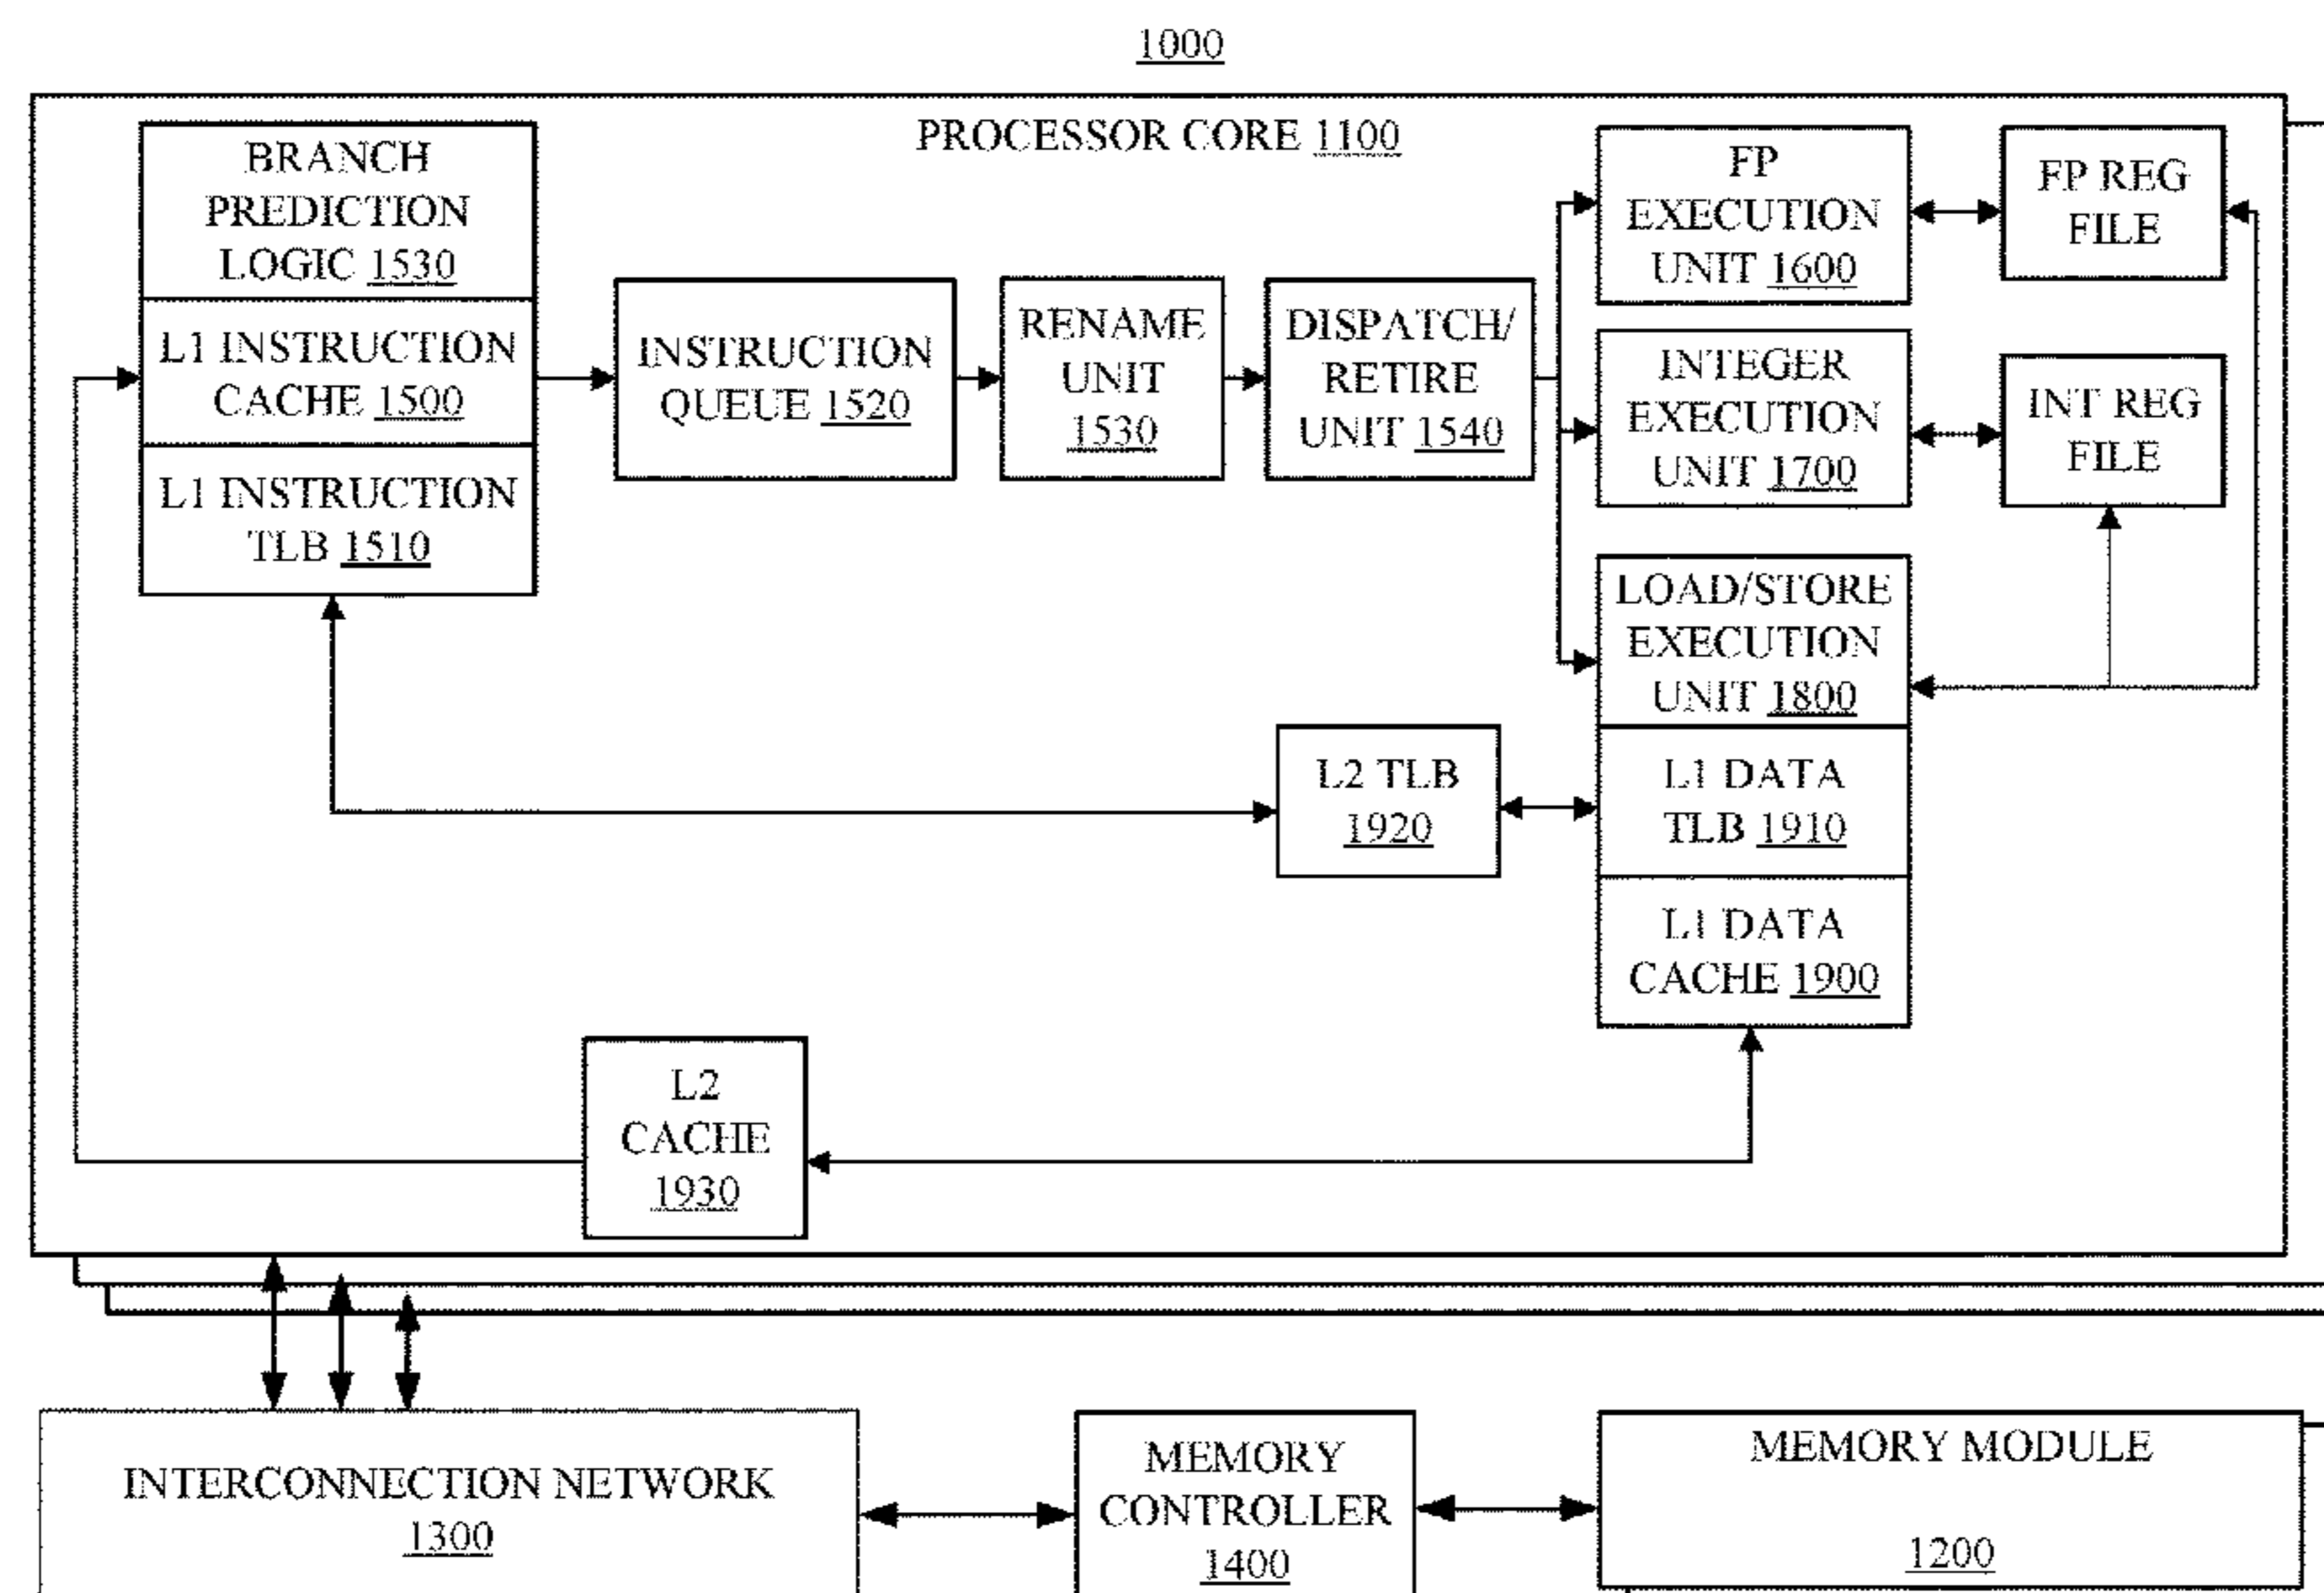 1000
PROCESSOR CORE 1100
BRANCH
PREDICTION
LOGIC 1530
L1 INSTRUCTION
CACHE 1500
L1 INSTRUCTION
TLB 1510
INSTRUCTION
QUEUE 1520
RENAME
UNIT
1530
DISPATCH/
RETIRE
UNIT 1540
FP
EXECUTION
UNIT 1600
FP REG
FILE
INTEGER
EXECUTION
UNIT 1700
INT REG
FILE
LOAD/STORE
EXECUTION
UNIT 1800
L1 DATA
TLB 1910
L1 DATA
CACHE 1900
L2 TLB
1920
L2
CACHE
1930
INTERCONNECTION NETWORK
1300
MEMORY
CONTROLLER
1400
MEMORY MODULE
1200